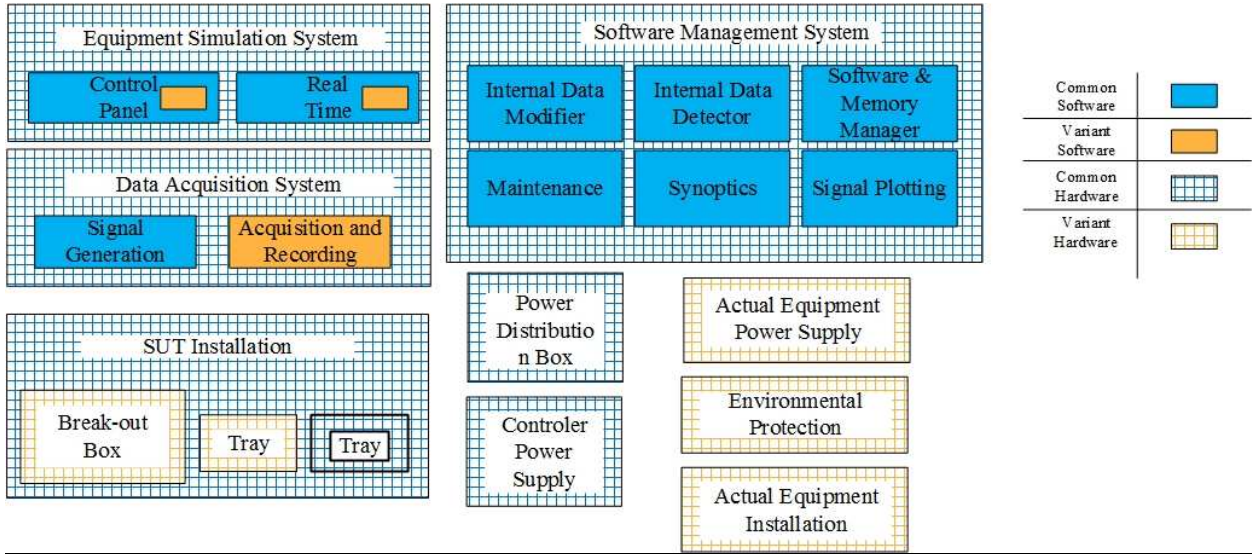 Equipment Simulation System
Control
Panel
Real
Time
Data Acquisition System
Signal
Generation
Acquisition and
Recording
SUT Installation
Break-out
Box
Tray
Tray
Software Management System
Internal Data
Modifier
Internal Data
Detector
Software &
Memory
Manager
Maintenance
Synoptics
Signal Plotting
Power
Distributio
n Box
Controler
Power
Supply
Actual Equipment
Power Supply
Environmental
Protection
Actual Equipment
Installation
Common
Software
Variant
Software
Common
Hardware
Variant
Hardware